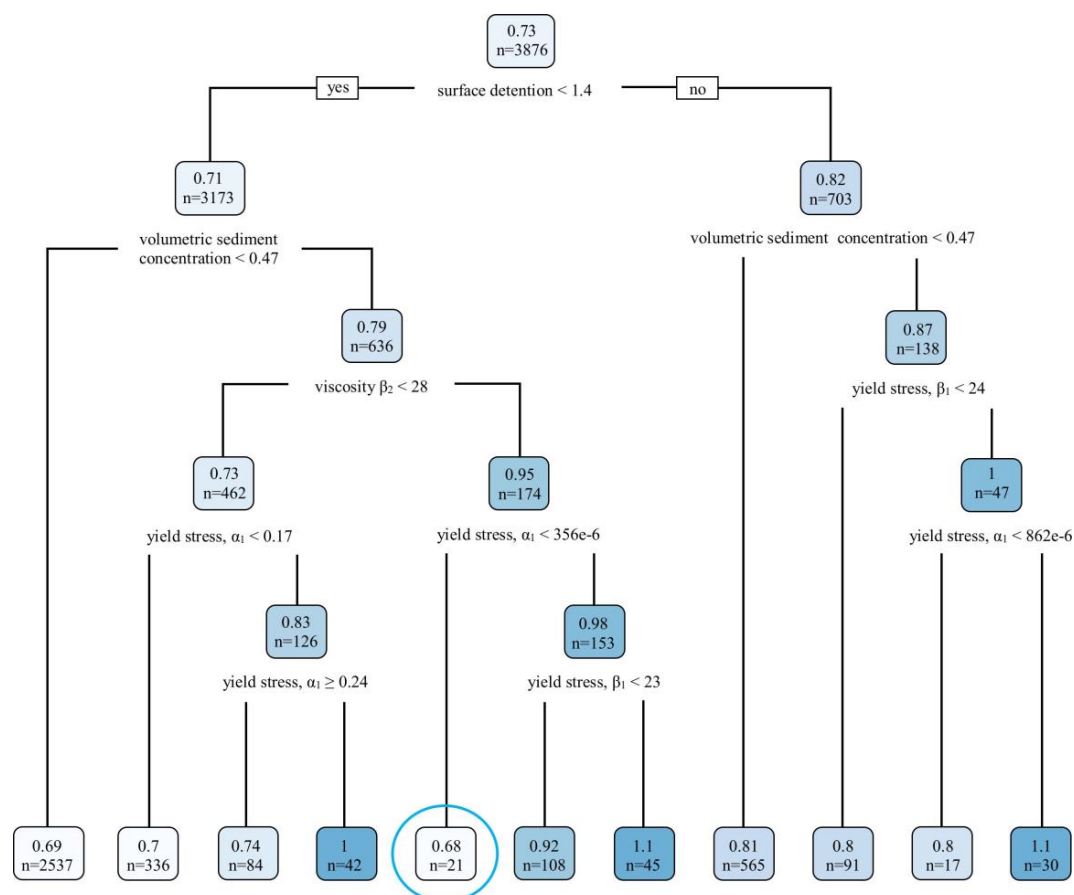 0.73
n=3876
yes
surface detention < 1.4
no
0.71
n=3173
0.82
n=703
volumetric sediment
concentration < 0.47
volumetric sediment concentration < 0.47
0.79
n=636
0.87
n=138
viscosity β₂ < 28
yield stress, β₁ < 24
0.73
n=462
0.95
n=174
1
n=47
yield stress, α₁ < 0.17
yield stress, α₁ < 356e-6
yield stress, α₁ < 862e-6
0.83
n=126
0.98
n=153
yield stress, α₁ ≥ 0.24
yield stress, β₁ < 23
0.69
n=2537
0.7
n=336
0.74
n=84
1
n=42
0.68
n=21
0.92
n=108
1.1
n=45
0.81
n=565
0.8
n=91
0.8
n=17
1.1
n=30